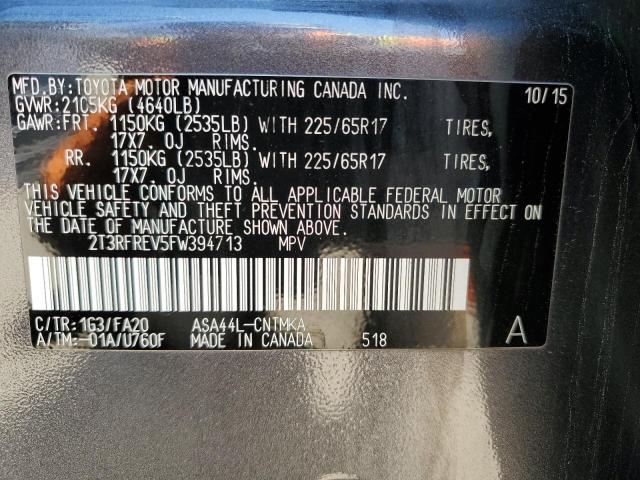 MFD.BY:TOYOTA MOTOR MANUFACTURING CANADA INC. 10/15
GVWR:2105KG (4640LB)
GAWR:FRT. 1150KG (2535LB) WITH 225/65R17 TIRES,
17X7. OJ RIMS.
RR. 1150KG (2535LB) WITH 225/65R17 TIRES,
17X7. OJ RIMS.
THIS VEHICLE CONFORMS TO ALL APPLICABLE FEDERAL MOTOR
VEHICLE SAFETY AND THEFT PREVENTION STANDARDS IN EFFECT ON
THE DATE OF MANUFACTURE SHOWN ABOVE.
2T3RFREV5FW394713 MPV
C/TR:1G3/FA20 ASA44L-CNTMKA
A/TM:-01A/U760F MADE IN CANADA 518 A